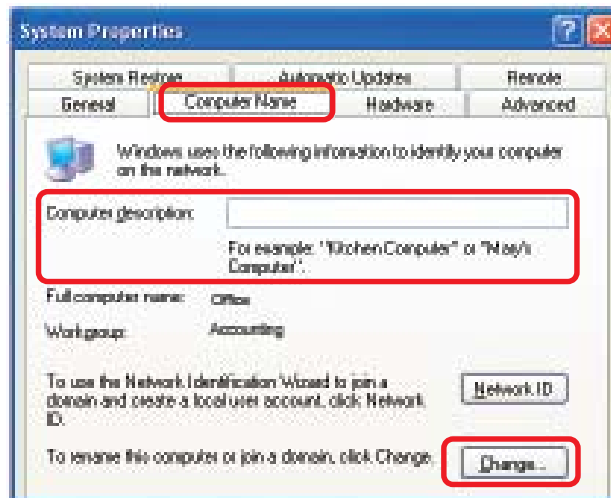 System Properties
System Restore Automatic Updates Remote
General Computer Name Hardware Advanced
Windows uses the following information to identify your computer
on the network.
Computer description:
For example: "Kitchen Computer" or "Mary's
Computer".
Full computer name: Office
Workgroup: Accounting
To use the Network Identification Wizard to join a
domain and create a local user account, click Network
ID.
Network ID
To rename this computer or join a domain, click Change.
Change...